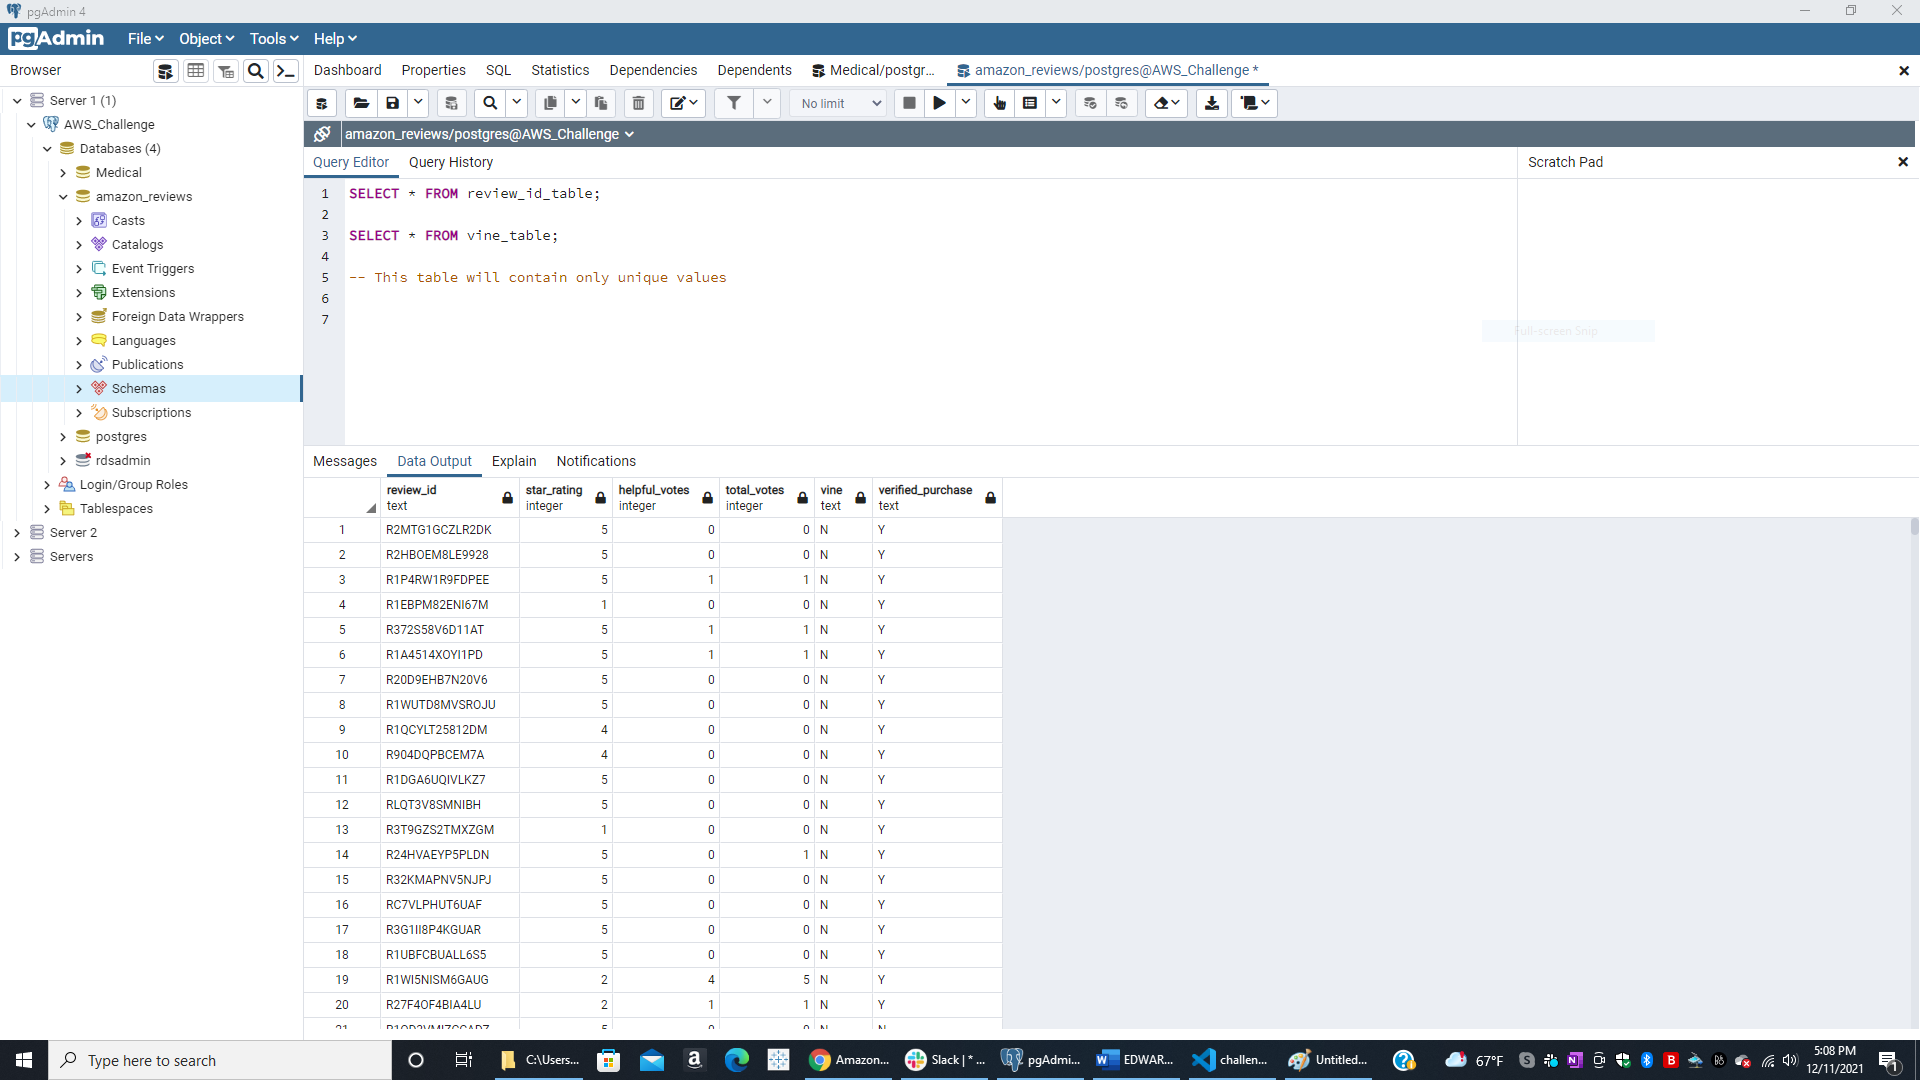 pgAdmin 4
pgAdmin File Object Tools Help
Browser
Dashboard Properties SQL Statistics Dependencies Dependents Medical/postgr... amazon_reviews/postgres@AWS_Challenge *
No limit
amazon_reviews/postgres@AWS_Challenge
Server 1 (1)
AWS_Challenge
Databases (4)
Medical
amazon_reviews
Casts
Catalogs
Event Triggers
Extensions
Foreign Data Wrappers
Languages
Publications
Schemas
Subscriptions
postgres
rdsadmin
Login/Group Roles
Tablespaces
Server 2
Servers
Query Editor Query History
Scratch Pad
1 SELECT * FROM review_id_table;
2
3 SELECT * FROM vine_table;
4
5 -- This table will contain only unique values
6
7
Full-screen Snip
Messages Data Output Explain Notifications
review_id star_rating helpful_votes total_votes vine verified_purchase
text integer integer integer text text
1 R2MTG1GCZLR2DK 5 0 0 N Y
2 R2HBOEM8LE9928 5 0 0 N Y
3 R1P4RW1R9FDPEE 5 1 1 N Y
4 R1EBPM82ENI67M 1 0 0 N Y
5 R372S58V6D11AT 5 1 1 N Y
6 R1A4514XOYI1PD 5 1 1 N Y
7 R20D9EHB7N20V6 5 0 0 N Y
8 R1WUTD8MVSROJU 5 0 0 N Y
9 R1QCYLT25812DM 4 0 0 N Y
10 R904DQPBCEM7A 4 0 0 N Y
11 R1DGA6UQIVLKZ7 5 0 0 N Y
12 RLQT3V8SMNIBH 5 0 0 N Y
13 R3T9GZS2TMXZGM 1 0 0 N Y
14 R24HVAEYP5PLDN 5 0 1 N Y
15 R32KMAPNV5NJPJ 5 0 0 N Y
16 RC7VLPHUT6UAF 5 0 0 N Y
17 R3G1II8P4KGUAR 5 0 0 N Y
18 R1UBFCBUALL6S5 5 0 0 N Y
19 R1WI5NISM6GAUG 2 4 5 N Y
20 R27F4OF4BIA4LU 2 1 1 N Y
Type here to search
C:\Users...
Amazon...
Slack | * ...
pgAdmi...
EDWAR...
challen...
Untitled...
67°F
5:08 PM
12/11/2021
1